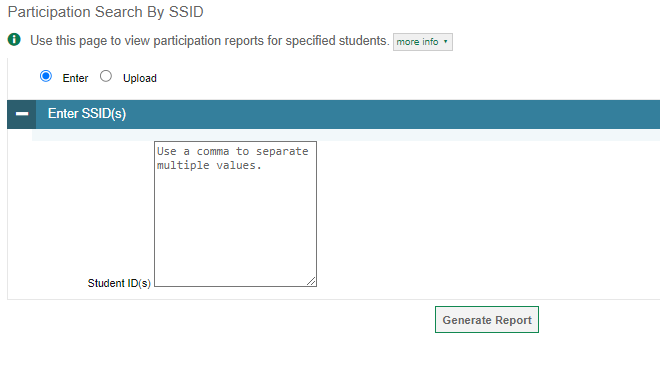 Participation Search By SSID
Use this page to view participation reports for specified students. more info
Enter Upload
Enter SSID(s)
Use a comma to separate
multiple values.
Student ID(s)
Generate Report